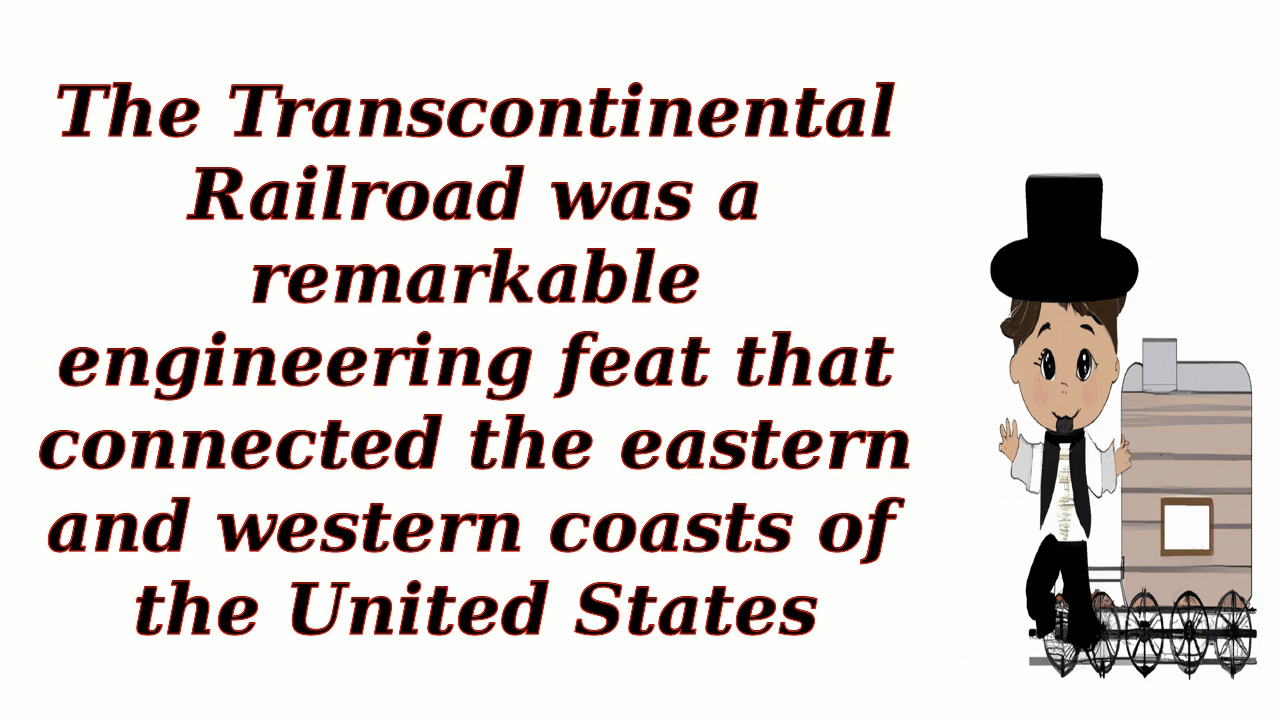 The Transcontinental
Railroad was a
remarkable
engineering feat that
connected the eastern
and western coasts of
the United States